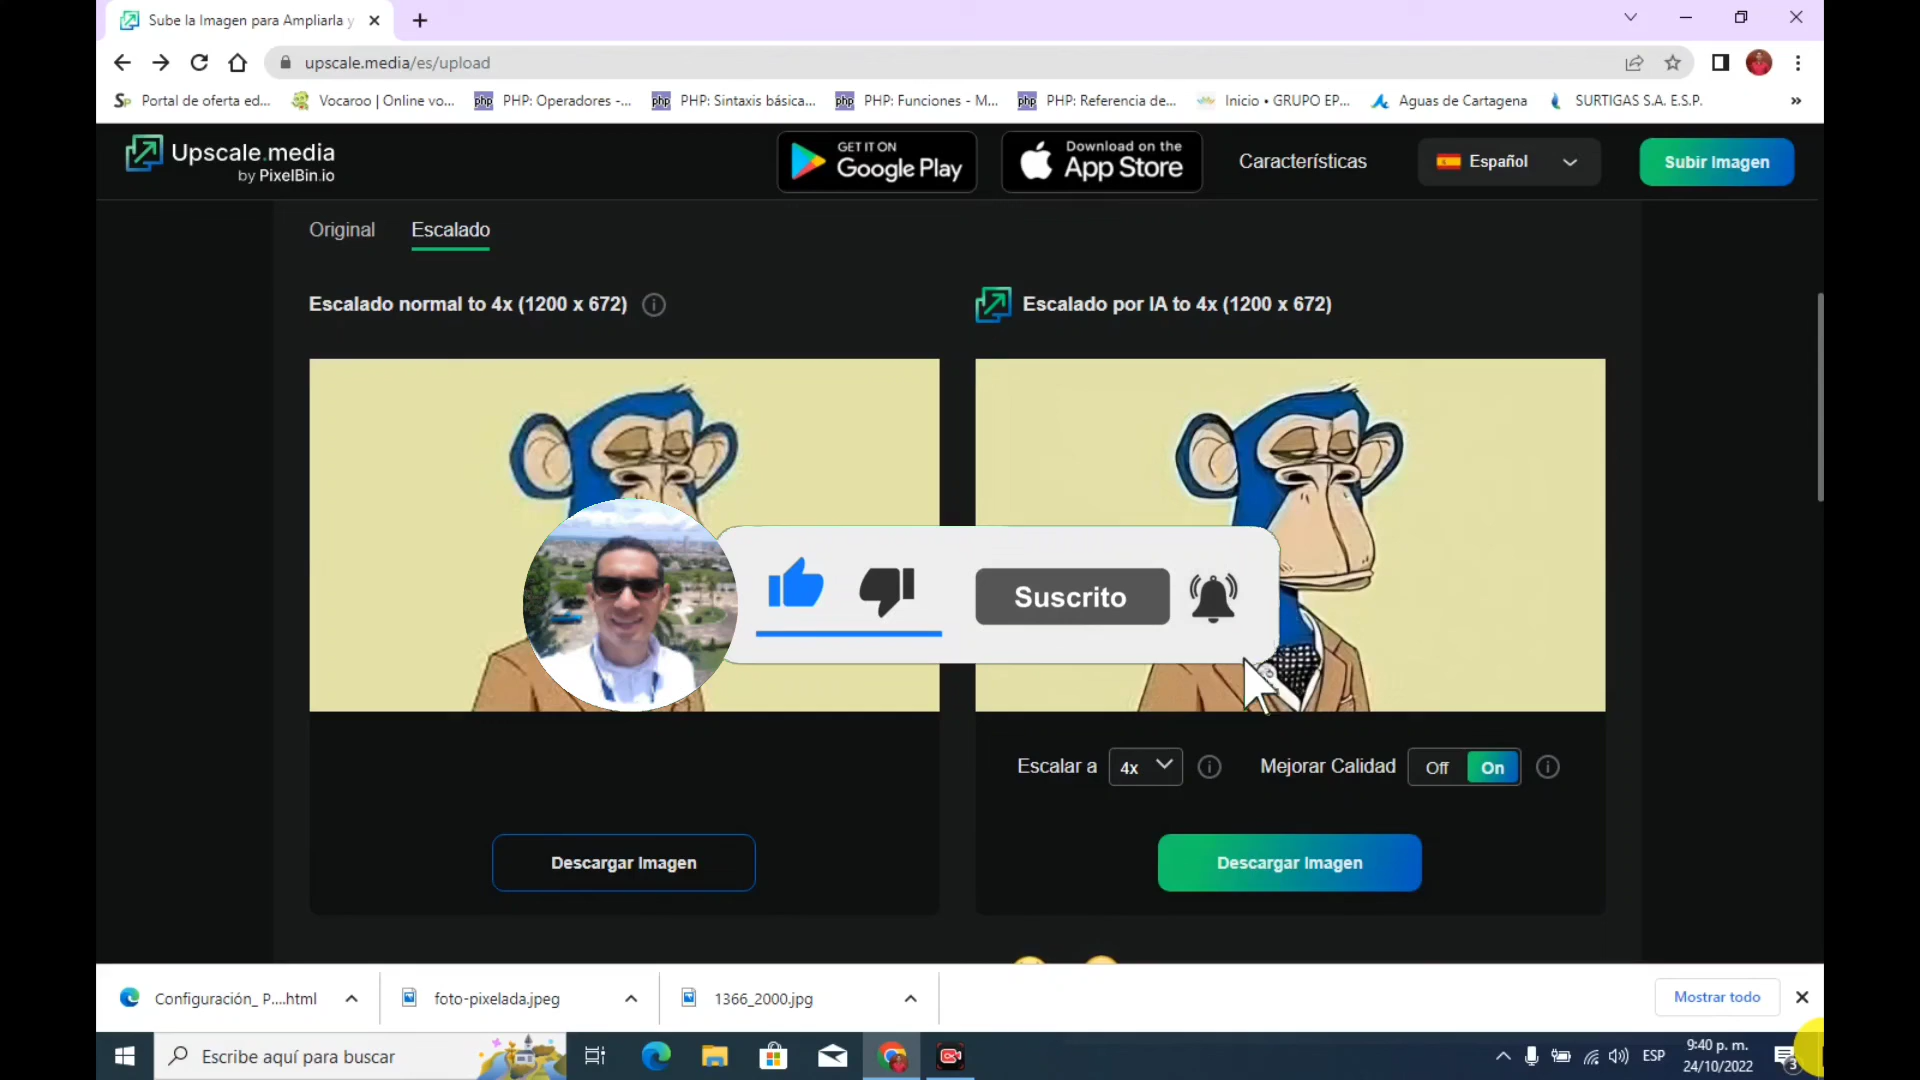 Sube la Imagen para Ampliarla y
upscale.media/es/upload
Portal de oferta ed...
Vocaroo | Online vo...
php PHP: Operadores -...
php PHP: Sintaxis básica...
php PHP: Funciones - M...
php PHP: Referencia de...
Inicio • GRUPO EP...
Aguas de Cartagena
SURTIGAS S.A. E.S.P.
»
Upscale.media
by PixelBin.io
GET IT ON
Google Play
Download on the
App Store
Características
Español
Subir Imagen
Original
Escalado
Escalado normal to 4x (1200 x 672)
Escalado por IA to 4x (1200 x 672)
Suscrito
Escalar a
4x
Mejorar Calidad
Off
On
Descargar Imagen
Descargar Imagen
Configuración_ P....html
foto-pixelada.jpeg
1366_2000.jpg
Mostrar todo
Escribe aquí para buscar
ESP
9:40 p. m.
24/10/2022
3